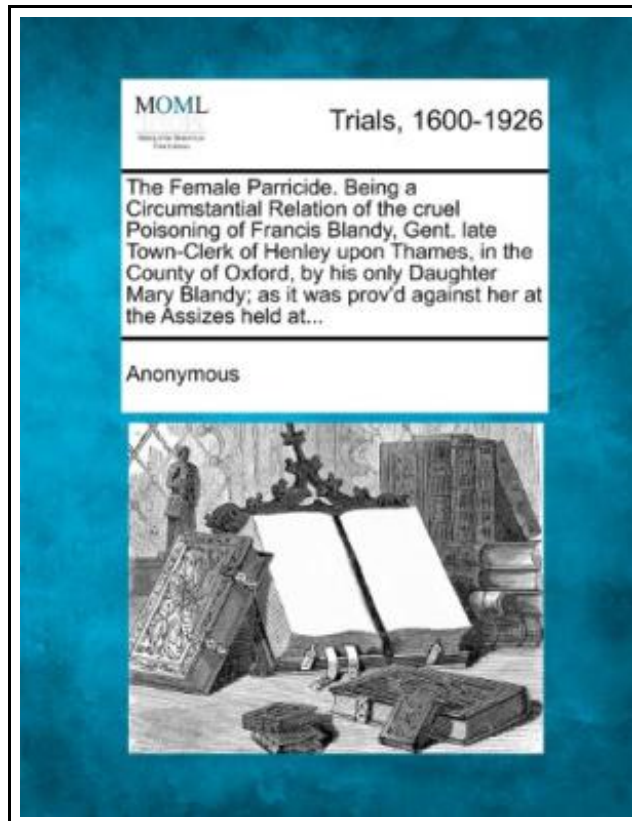 MOML
Trials, 1600-1926
The Female Parricide. Being a
Circumstantial Relation of the cruel
Poisoning of Francis Blandy, Gent. late
Town-Clerk of Henley upon Thames, in the
County of Oxford, by his only Daughter
Mary Blandy; as it was prov'd against her at
the Assizes held at...
Anonymous